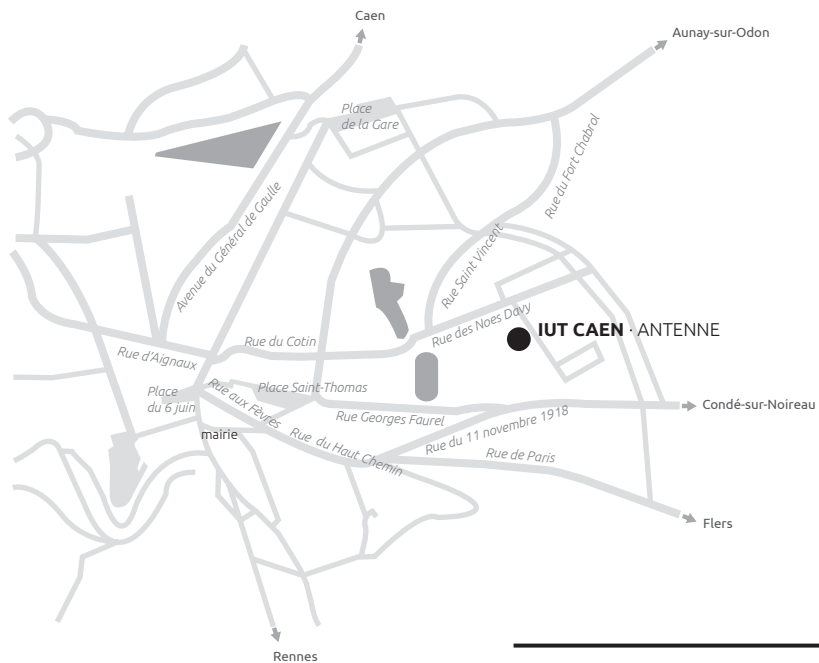 Caen
Aunay-sur-Odon
Place
de la Gare
Rue du Fort Chabrol
Avenue du Général de Gaulle
Rue Saint Vincent
Rue des Noes Davy
IUT CAEN · ANTENNE
Rue du Cotin
Rue d'Aignaux
Place
du 6 juin
Rue aux Fèvres
Place Saint-Thomas
Condé-sur-Noireau
Rue Georges Faurel
Rue du 11 novembre 1918
mairie
Rue du Haut Chemin
Rue de Paris
Flers
Rennes